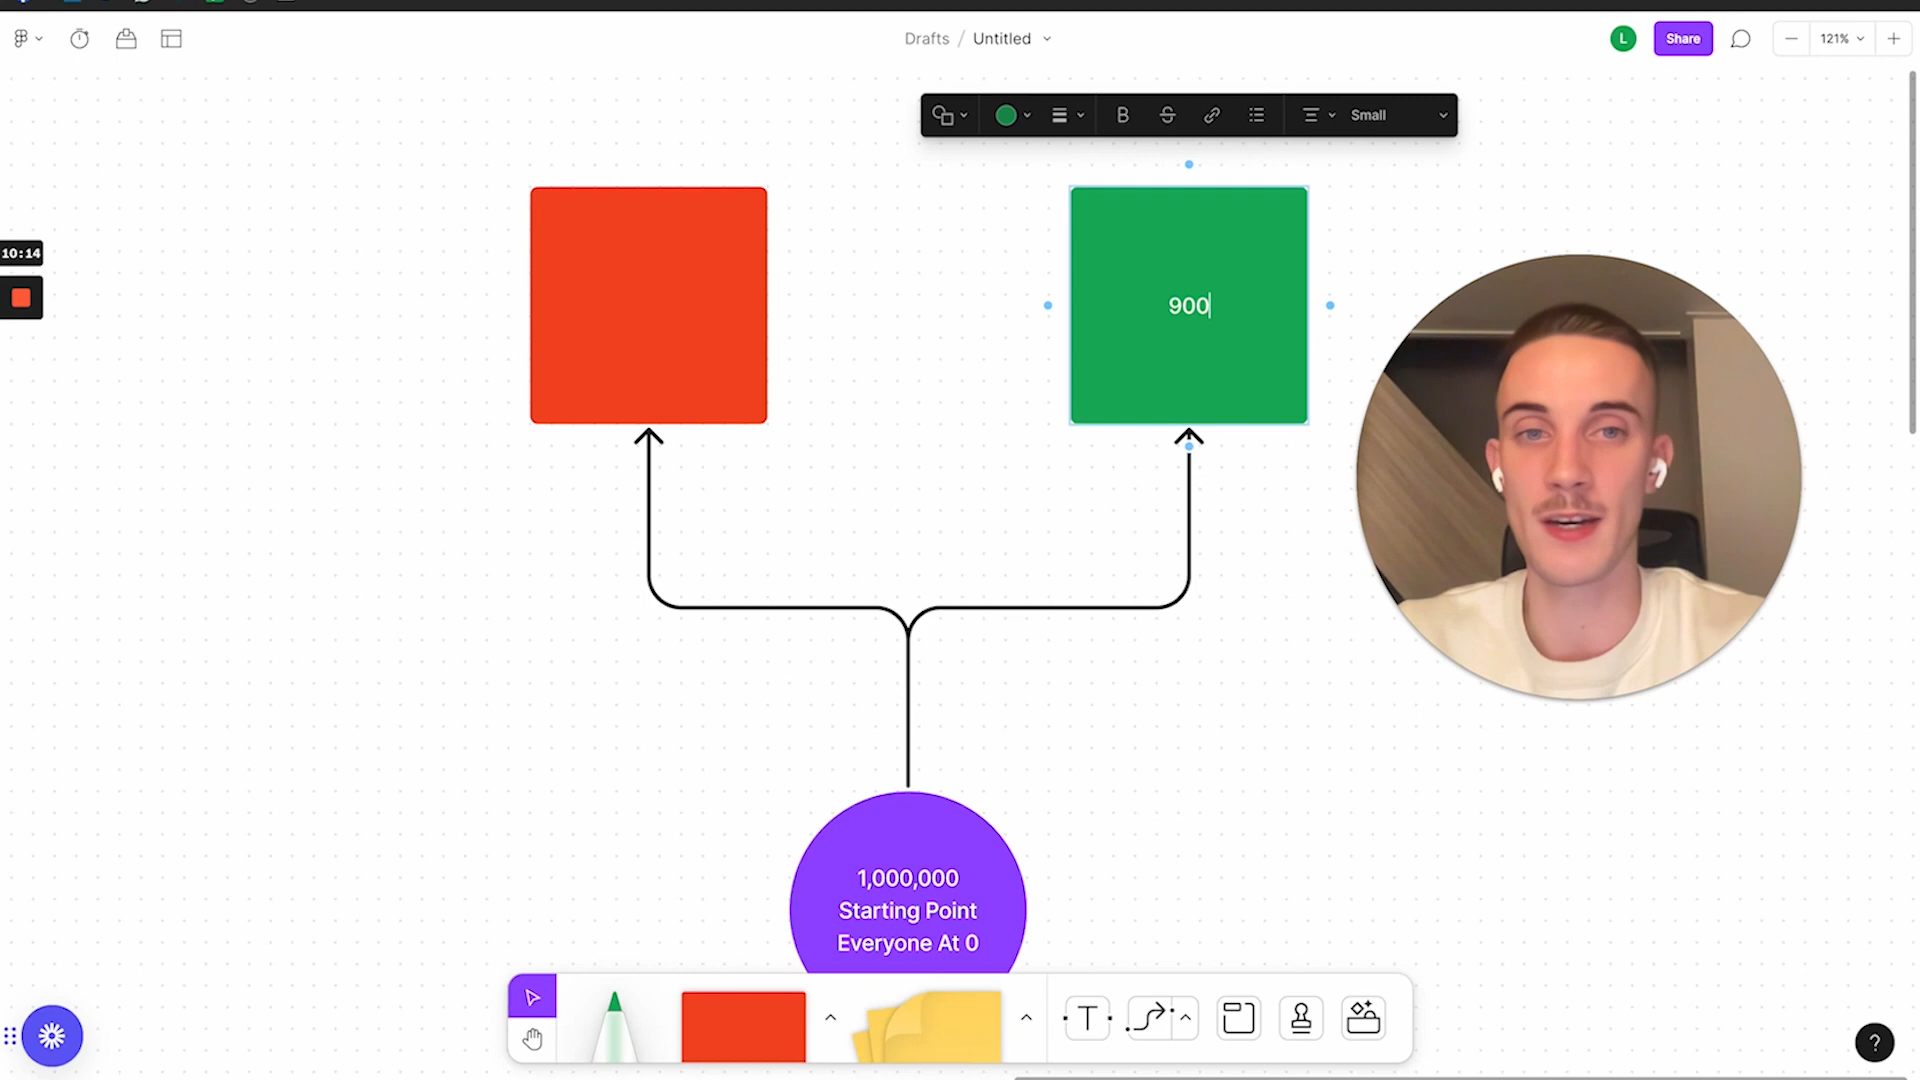 Drafts / Untitled
L
Share
121%
Small
10:14
900
1,000,000
Starting Point
Everyone At 0
T
?